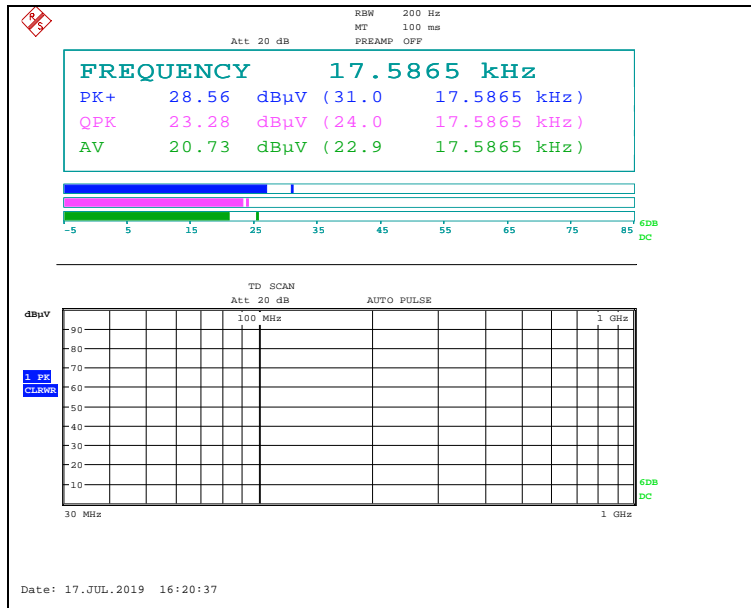 R S
RBW 200 Hz
MT 100 ms
Att 20 dB PREAMP OFF
FREQUENCY 17.5865 kHz
PK+ 28.56 dBµV (31.0 17.5865 kHz)
QPK 23.28 dBµV (24.0 17.5865 kHz)
AV 20.73 dBµV (22.9 17.5865 kHz)
-5 5 15 25 35 45 55 65 75 85
6DB
DC
TD SCAN
Att 20 dB AUTO PULSE
dBµV
100 MHz 1 GHz
90
80
70
1 PK
CLRWR
60
50
40
30
20
10
6DB
DC
30 MHz 1 GHz
Date: 17.JUL.2019 16:20:37